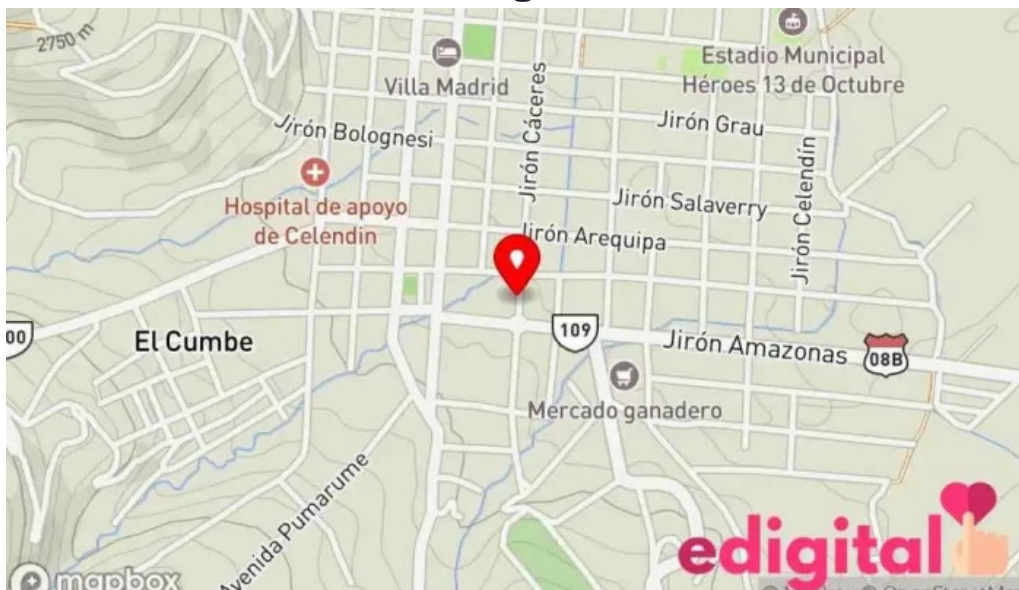 2750 m
Villa Madrid
Estadio Municipal
Héroes 13 de Octubre
Jirón Bolognesi
Jirón Cáceres
Jirón Grau
Jirón Celendín
Hospital de apoyo
de Celendin
Jirón Salaverry
Jirón Arequipa
00
El Cumbe
109
Jirón Amazonas
08B
Mercado ganadero
Avenida Pumarume
edigital
mapbox